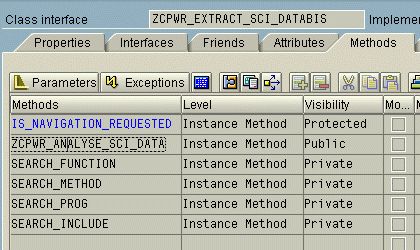 Class interface ZCPWR_EXTRACT_SCI_DATABIS Implemen
Properties Interfaces Friends Attributes Methods
Parameters Exceptions
Methods Level Visibility Mo... M
IS_NAVIGATION_REQUESTED Instance Method Protected
ZCPWR_ANALYSE_SCI_DATA Instance Method Public
SEARCH_FUNCTION Instance Method Private
SEARCH_METHOD Instance Method Private
SEARCH_PROG Instance Method Private
SEARCH_INCLUDE Instance Method Private